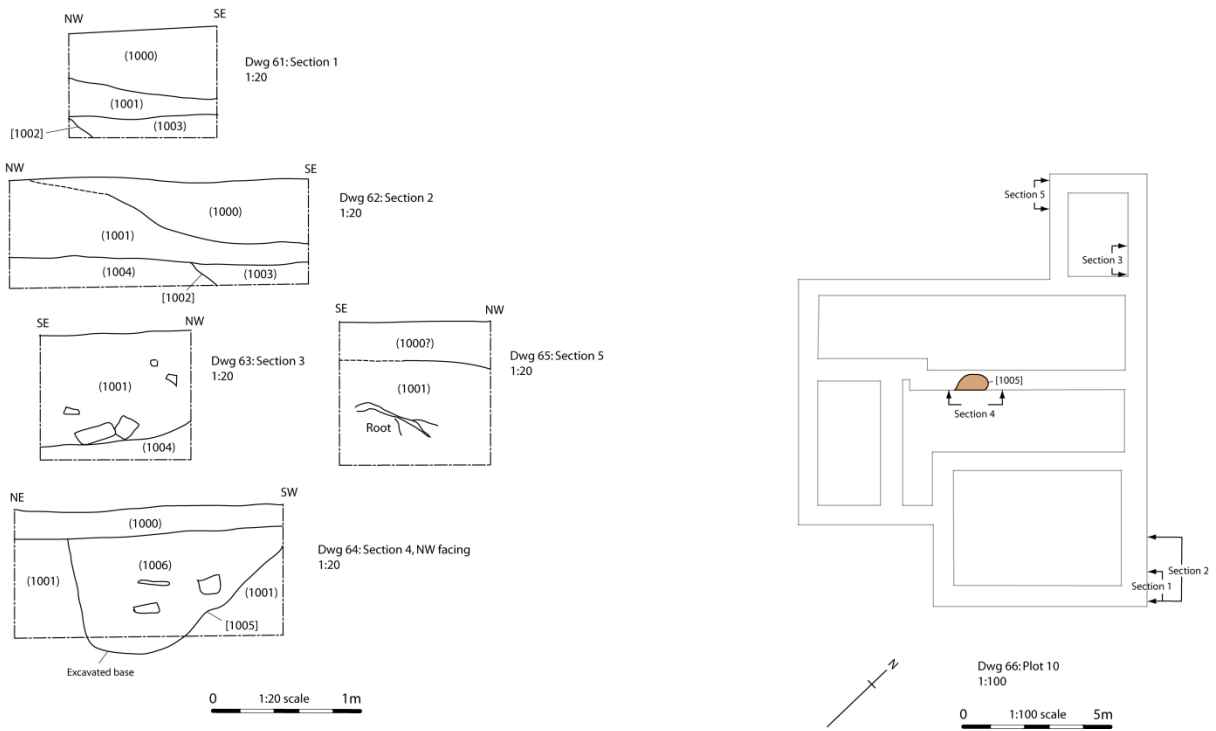 NW
SE
(1000)
(1001)
(1003)
[1002]
Dwg 61: Section 1
1:20
NW
SE
(1000)
(1001)
(1004)
(1003)
[1002]
Dwg 62: Section 2
1:20
SE
NW
(1001)
(1004)
Dwg 63: Section 3
1:20
SE
NW
(1000?)
(1001)
Root
Dwg 65: Section 5
1:20
NE
SW
(1000)
(1001)
(1006)
(1001)
[1005]
Excavated base
Dwg 64: Section 4, NW facing
1:20
0
1:20 scale
1m
Section 5
Section 3
[1005]
Section 4
Section 2
Section 1
N
Dwg 66: Plot 10
1:100
0
1:100 scale
5m